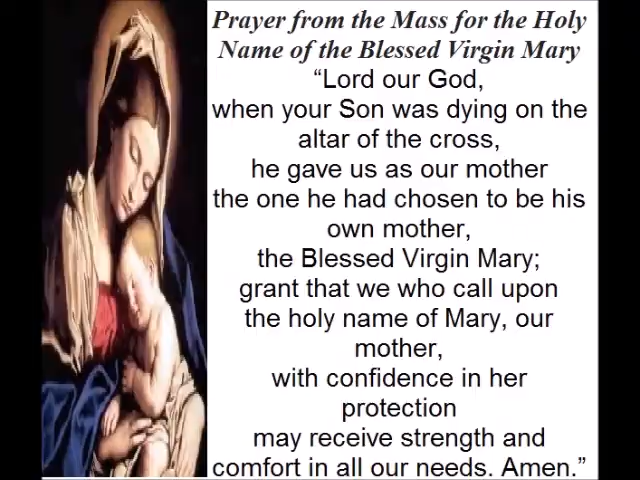 Prayer from the Mass for the Holy
Name of the Blessed Virgin Mary
“Lord our God,
when your Son was dying on the
altar of the cross,
he gave us as our mother
the one he had chosen to be his
own mother,
the Blessed Virgin Mary;
grant that we who call upon
the holy name of Mary, our
mother,
with confidence in her
protection
may receive strength and
comfort in all our needs. Amen.”